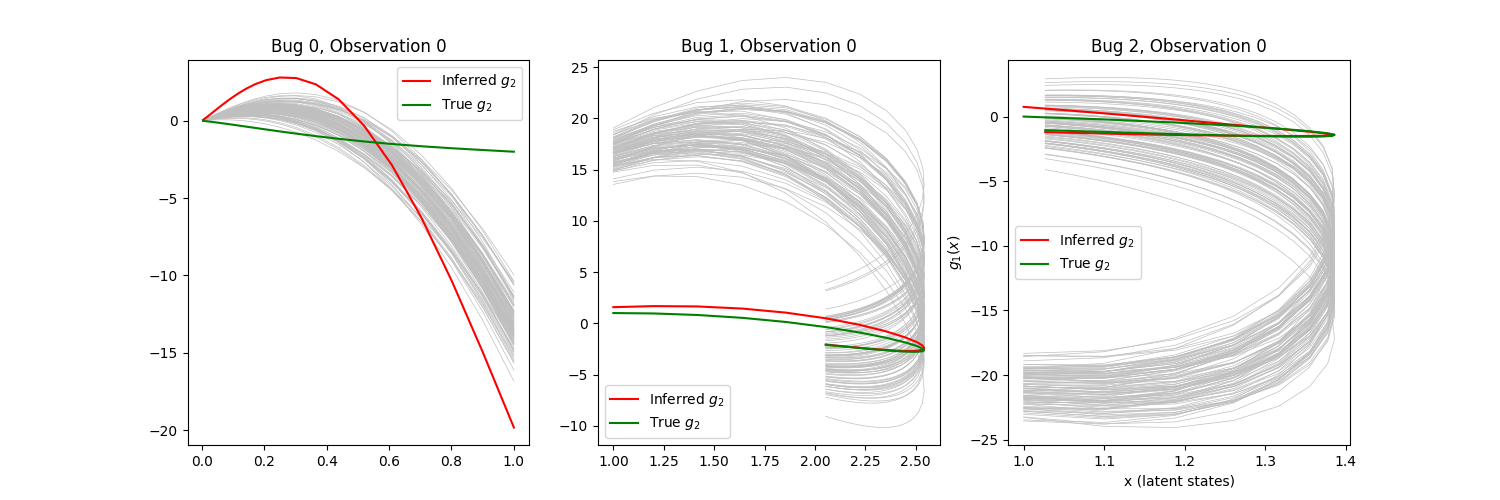 Bug 0, Observation 0
Inferred g₂
True g₂
0
−5
−10
−15
−20
0.0 0.2 0.4 0.6 0.8 1.0
Bug 1, Observation 0
25
20
15
10
5
0
−5
−10
Inferred g₂
True g₂
1.00 1.25 1.50 1.75 2.00 2.25 2.50
Bug 2, Observation 0
g₁(x)
0
−5
−10
−15
−20
−25
Inferred g₂
True g₂
1.0 1.1 1.2 1.3 1.4
x (latent states)